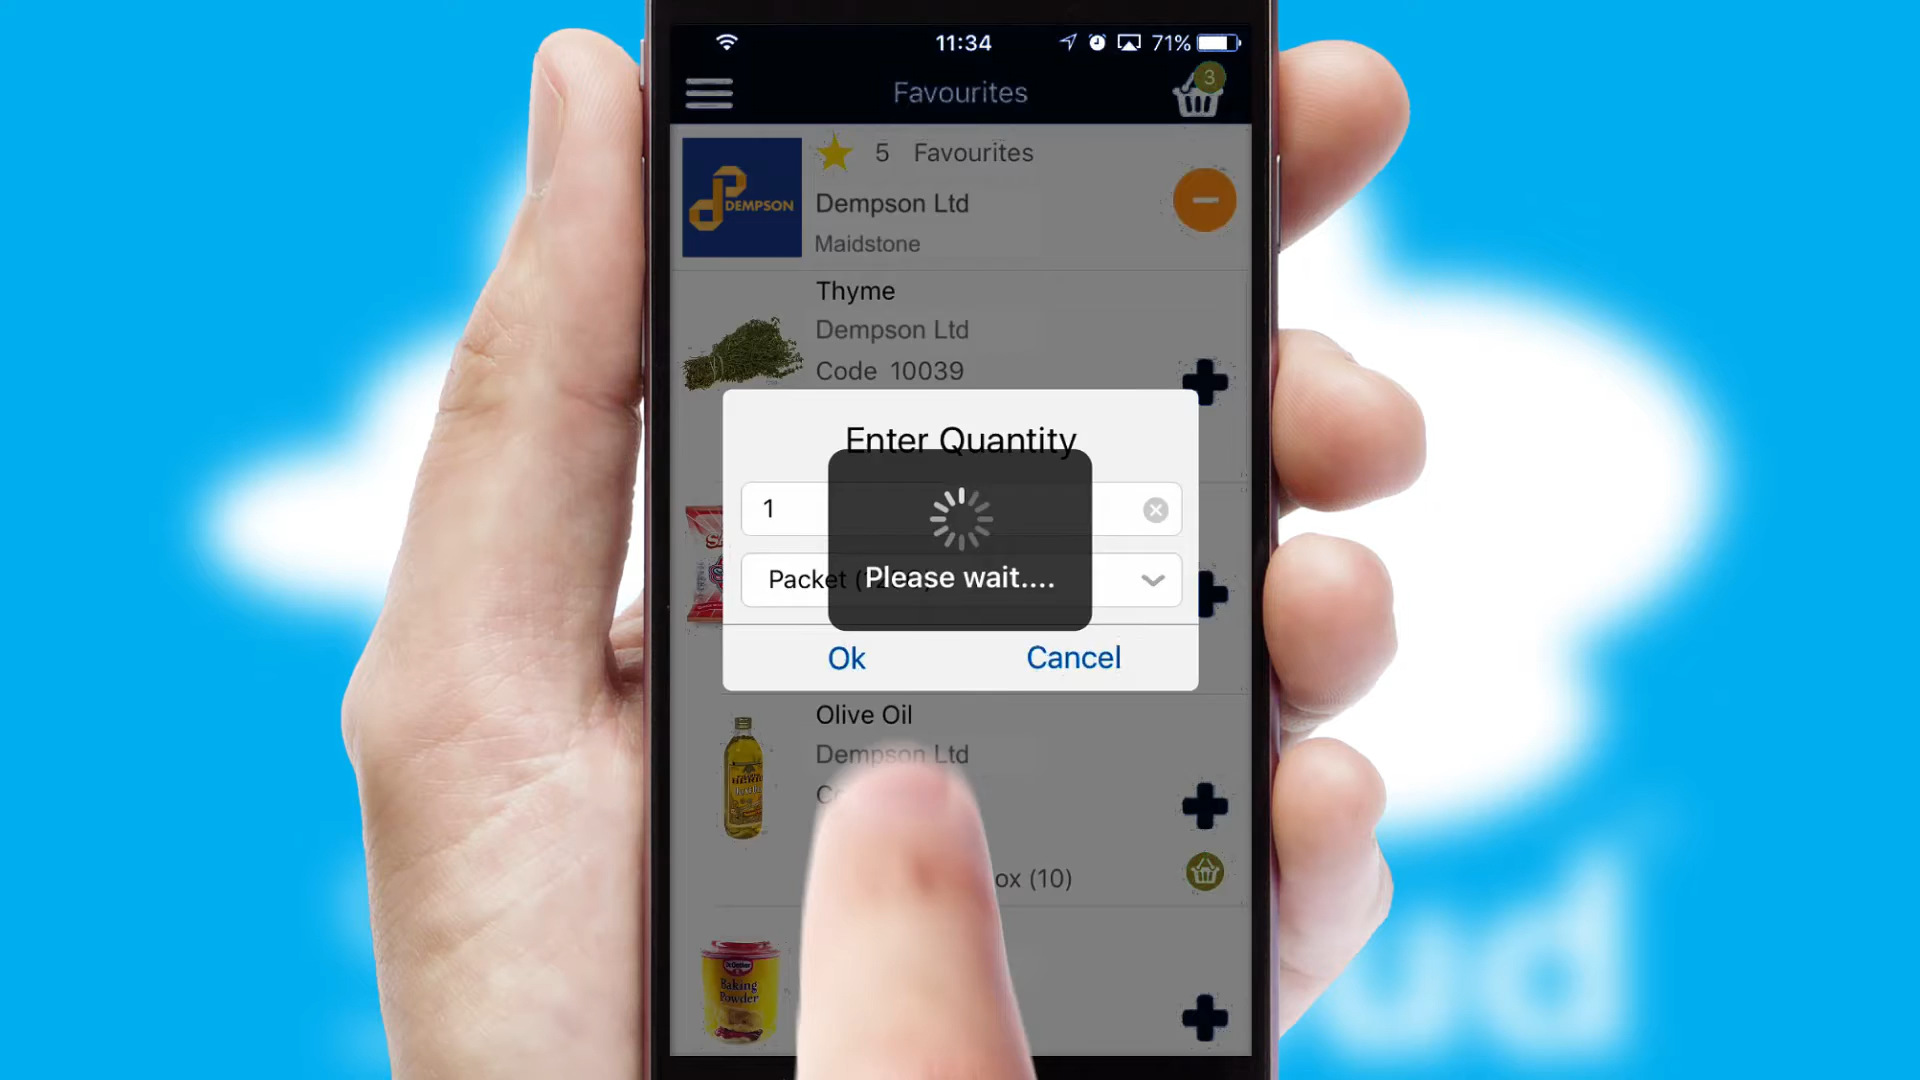 11:34 71%
Favourites 3
5 Favourites
DEMPSON
Dempson Ltd
Maidstone
Thyme
Dempson Ltd
Code 10039
Enter Quantity
1
Packet
Please wait....
Ok Cancel
Olive Oil
Dempson Ltd
(10)
Baking
Powder
ud